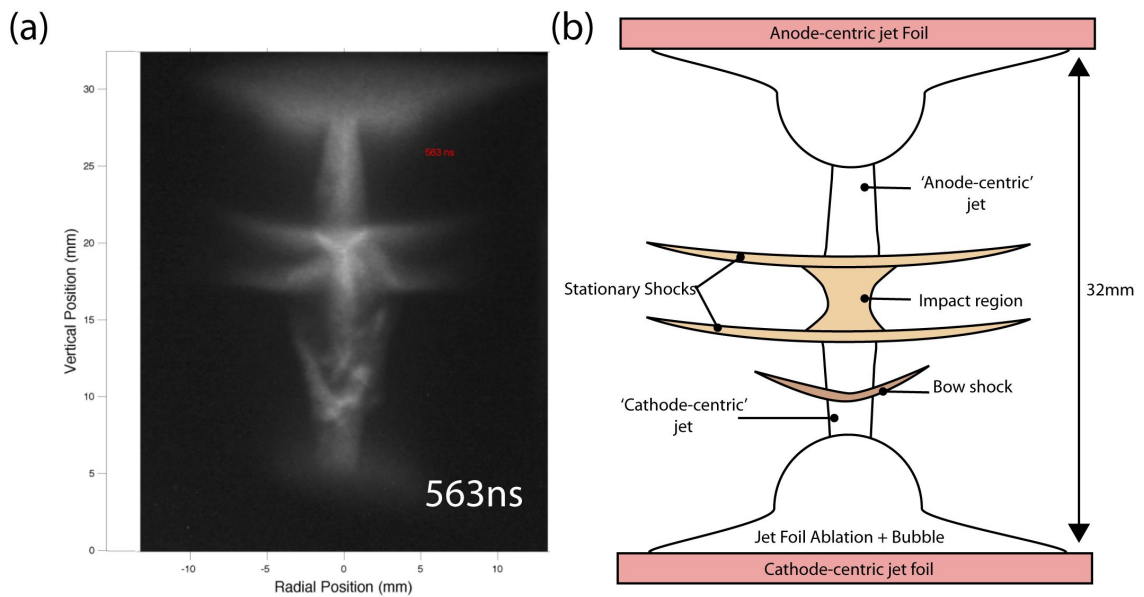 (a)
30
25
20
15
10
5
0
Vertical Position (mm)
563 ns
563ns
-10
-5
0
5
10
Radial Position (mm)
(b)
Anode-centric jet Foil
'Anode-centric'
jet
Stationary Shocks
Impact region
32mm
Bow shock
'Cathode-centric'
jet
Jet Foil Ablation + Bubble
Cathode-centric jet foil